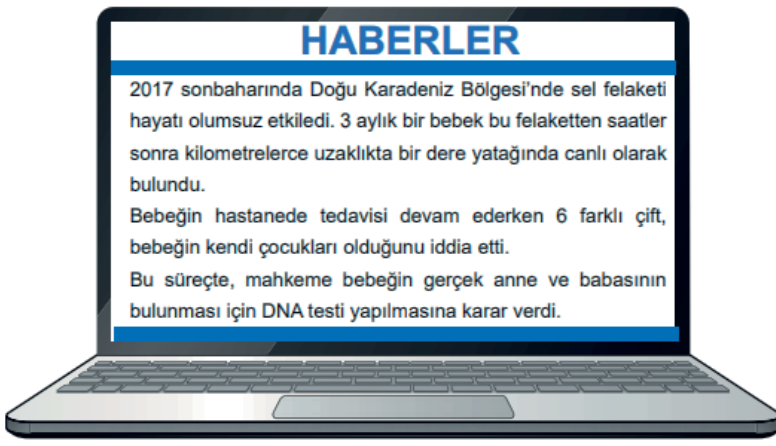 HABERLER
2017 sonbaharında Doğu Karadeniz Bölgesi’nde sel felaketi
hayatı olumsuz etkiledi. 3 aylık bir bebek bu felaketten saatler
sonra kilometrelerce uzaklıkta bir dere yatağında canlı olarak
bulundu.
Bebeğin hastanede tedavisi devam ederken 6 farklı çift,
bebeğin kendi çocukları olduğunu iddia etti.
Bu süreçte, mahkeme bebeğin gerçek anne ve babasının
bulunması için DNA testi yapılmasına karar verdi.